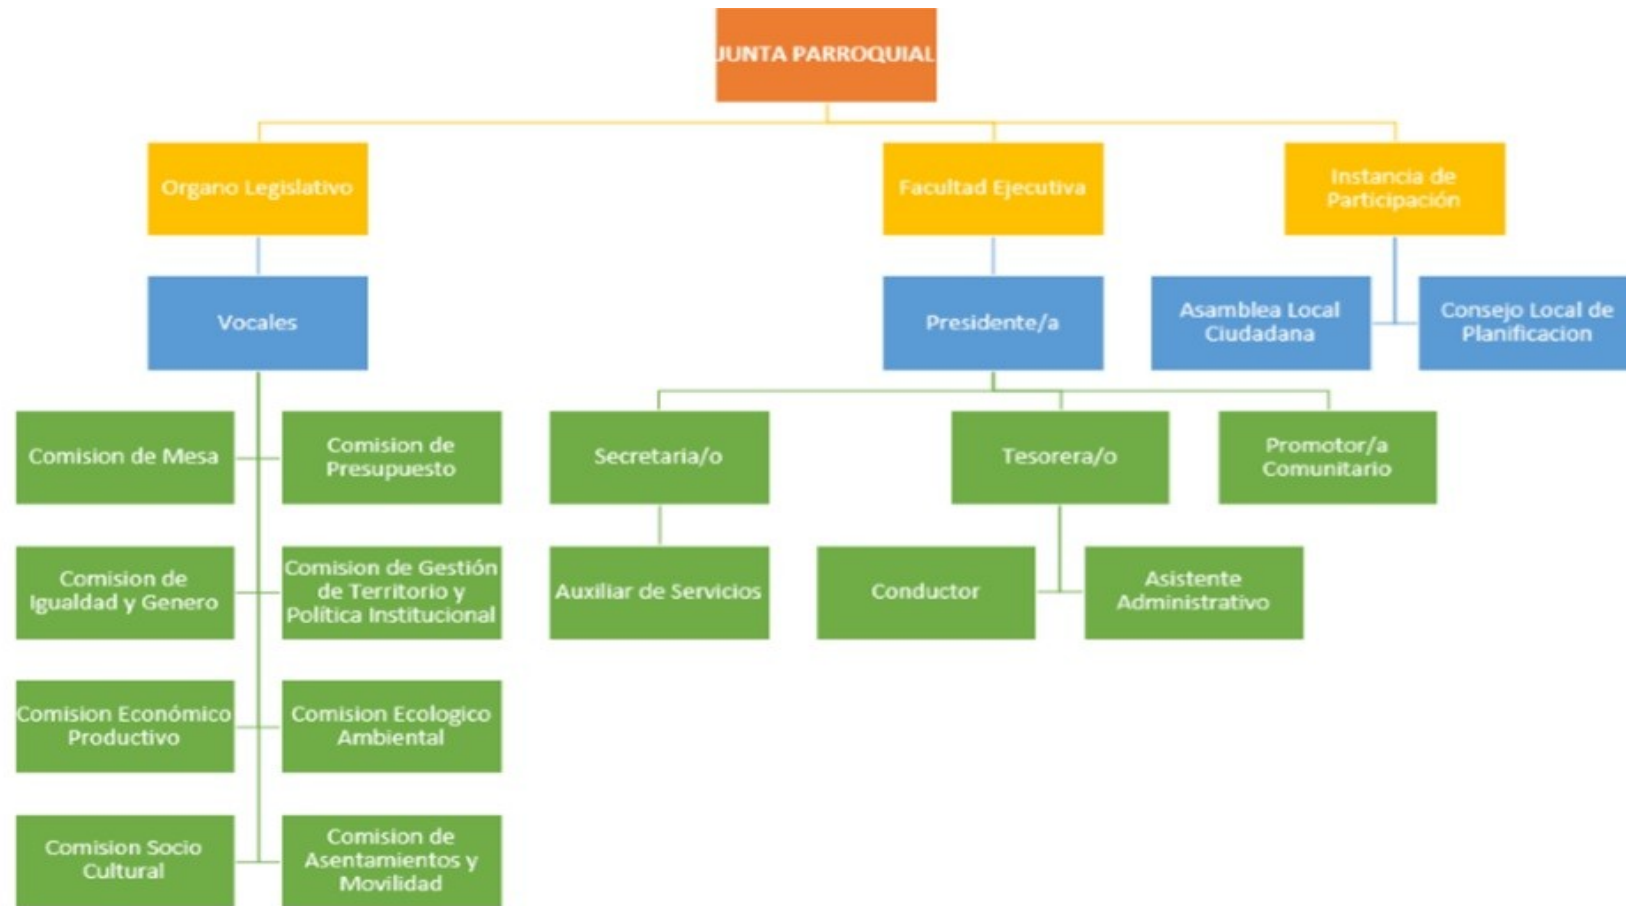 JUNTA PARROQUIAL
Organo Legislativo
Facultad Ejecutiva
Instancia de
Participación
Vocales
Presidente/a
Asamblea Local
Ciudadana
Consejo Local de
Planificacion
Comision de Mesa
Comision de
Presupuesto
Secretaria/o
Tesorera/o
Promotor/a
Comunitario
Comision de
Igualdad y Genero
Comision de Gestión
de Territorio y
Política Institucional
Auxiliar de Servicios
Conductor
Asistente
Administrativo
Comision Económico
Productivo
Comision Ecologico
Ambiental
Comision Socio
Cultural
Comision de
Asentamientos y
Movilidad